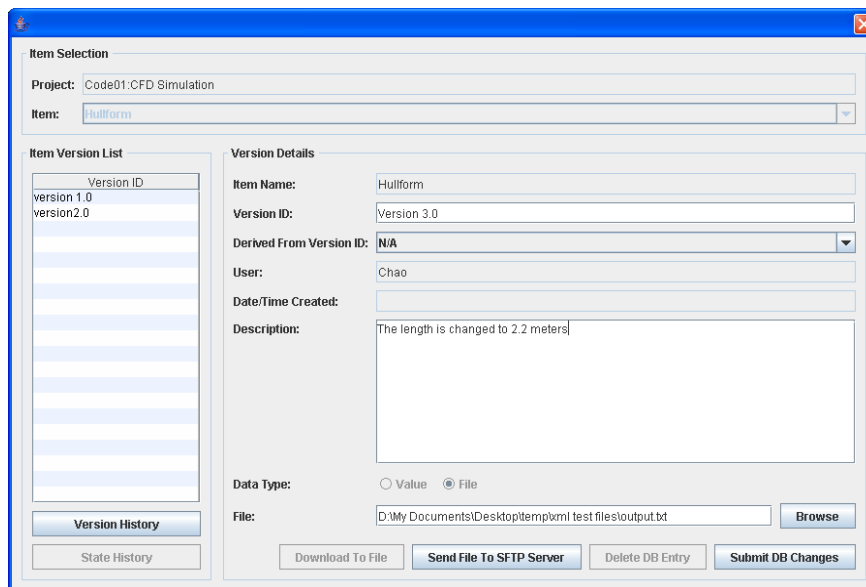 Item Selection
Project: Code01:CFD Simulation
Item: Hullform
Item Version List
Version ID
version 1.0
version2.0
Version History
State History
Version Details
Item Name: Hullform
Version ID: Version 3.0
Derived From Version ID: N/A
User: Chao
Date/Time Created:
Description: The length is changed to 2.2 meters
Data Type: Value File
File: D:\My Documents\Desktop\temp\xml test files\output.txt Browse
Download To File Send File To SFTP Server Delete DB Entry Submit DB Changes